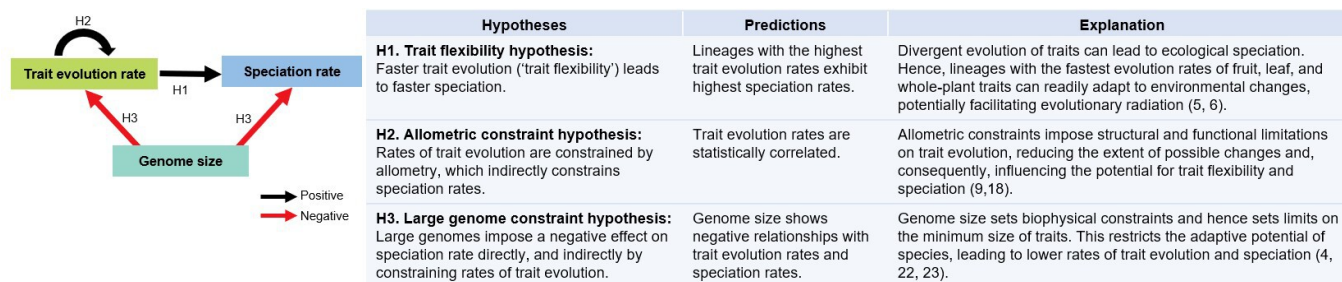 H2
Trait evolution rate
Speciation rate
H1
H3
H3
Genome size
Positive
Negative
Hypotheses
Predictions
Explanation
H1. Trait flexibility hypothesis:
Faster trait evolution (‘trait flexibility’) leads
to faster speciation.
Lineages with the highest
trait evolution rates exhibit
highest speciation rates.
Divergent evolution of traits can lead to ecological speciation.
Hence, lineages with the fastest evolution rates of fruit, leaf, and
whole-plant traits can readily adapt to environmental changes,
potentially facilitating evolutionary radiation (5, 6).
H2. Allometric constraint hypothesis:
Rates of trait evolution are constrained by
allometry, which indirectly constrains
speciation rates.
Trait evolution rates are
statistically correlated.
Allometric constraints impose structural and functional limitations
on trait evolution, reducing the extent of possible changes and,
consequently, influencing the potential for trait flexibility and
speciation (9,18).
H3. Large genome constraint hypothesis:
Large genomes impose a negative effect on
speciation rate directly, and indirectly by
constraining rates of trait evolution.
Genome size shows
negative relationships with
trait evolution rates and
speciation rates.
Genome size sets biophysical constraints and hence sets limits on
the minimum size of traits. This restricts the adaptive potential of
species, leading to lower rates of trait evolution and speciation (4,
22, 23).